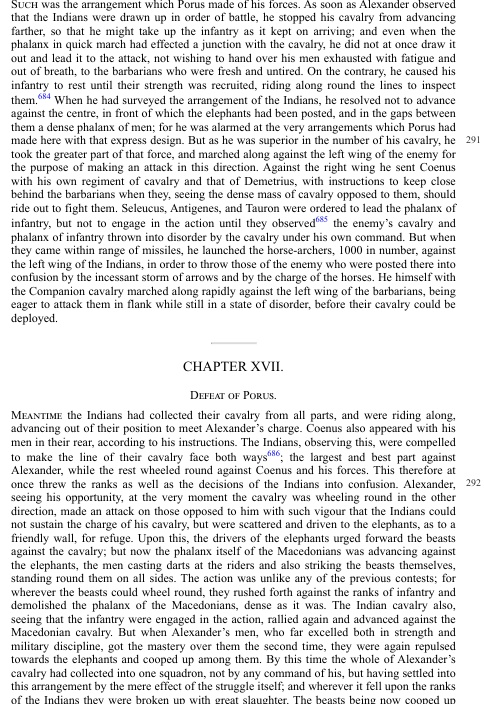 SUCH was the arrangement which Porus made of his forces. As soon as Alexander observed
that the Indians were drawn up in order of battle, he stopped his cavalry from advancing
farther, so that he might take up the infantry as it kept on arriving; and even when the
phalanx in quick march had effected a junction with the cavalry, he did not at once draw it
out and lead it to the attack, not wishing to hand over his men exhausted with fatigue and
out of breath, to the barbarians who were fresh and untired. On the contrary, he caused his
infantry to rest until their strength was recruited, riding along round the lines to inspect
them.684 When he had surveyed the arrangement of the Indians, he resolved not to advance
against the centre, in front of which the elephants had been posted, and in the gaps between
them a dense phalanx of men; for he was alarmed at the very arrangements which Porus had
made here with that express design. But as he was superior in the number of his cavalry, he 291
took the greater part of that force, and marched along against the left wing of the enemy for
the purpose of making an attack in this direction. Against the right wing he sent Coenus
with his own regiment of cavalry and that of Demetrius, with instructions to keep close
behind the barbarians when they, seeing the dense mass of cavalry opposed to them, should
ride out to fight them. Seleucus, Antigenes, and Tauron were ordered to lead the phalanx of
infantry, but not to engage in the action until they observed685 the enemy's cavalry and
phalanx of infantry thrown into disorder by the cavalry under his own command. But when
they came within range of missiles, he launched the horse-archers, 1000 in number, against
the left wing of the Indians, in order to throw those of the enemy who were posted there into
confusion by the incessant storm of arrows and by the charge of the horses. He himself with
the Companion cavalry marched along rapidly against the left wing of the barbarians, being
eager to attack them in flank while still in a state of disorder, before their cavalry could be
deployed.
CHAPTER XVII.
DEFEAT OF PORUS.
MEANTIME the Indians had collected their cavalry from all parts, and were riding along,
advancing out of their position to meet Alexander's charge. Coenus also appeared with his
men in their rear, according to his instructions. The Indians, observing this, were compelled
to make the line of their cavalry face both ways686; the largest and best part against
Alexander, while the rest wheeled round against Coenus and his forces. This therefore at
once threw the ranks as well as the decisions of the Indians into confusion. Alexander, 292
seeing his opportunity, at the very moment the cavalry was wheeling round in the other
direction, made an attack on those opposed to him with such vigour that the Indians could
not sustain the charge of his cavalry, but were scattered and driven to the elephants, as to a
friendly wall, for refuge. Upon this, the drivers of the elephants urged forward the beasts
against the cavalry; but now the phalanx itself of the Macedonians was advancing against
the elephants, the men casting darts at the riders and also striking the beasts themselves,
standing round them on all sides. The action was unlike any of the previous contests; for
wherever the beasts could wheel round, they rushed forth against the ranks of infantry and
demolished the phalanx of the Macedonians, dense as it was. The Indian cavalry also,
seeing that the infantry were engaged in the action, rallied again and advanced against the
Macedonian cavalry. But when Alexander's men, who far excelled both in strength and
military discipline, got the mastery over them the second time, they were again repulsed
towards the elephants and cooped up among them. By this time the whole of Alexander's
cavalry had collected into one squadron, not by any command of his, but having settled into
this arrangement by the mere effect of the struggle itself; and wherever it fell upon the ranks
of the Indians they were broken up with great slaughter. The beasts being now cooped up